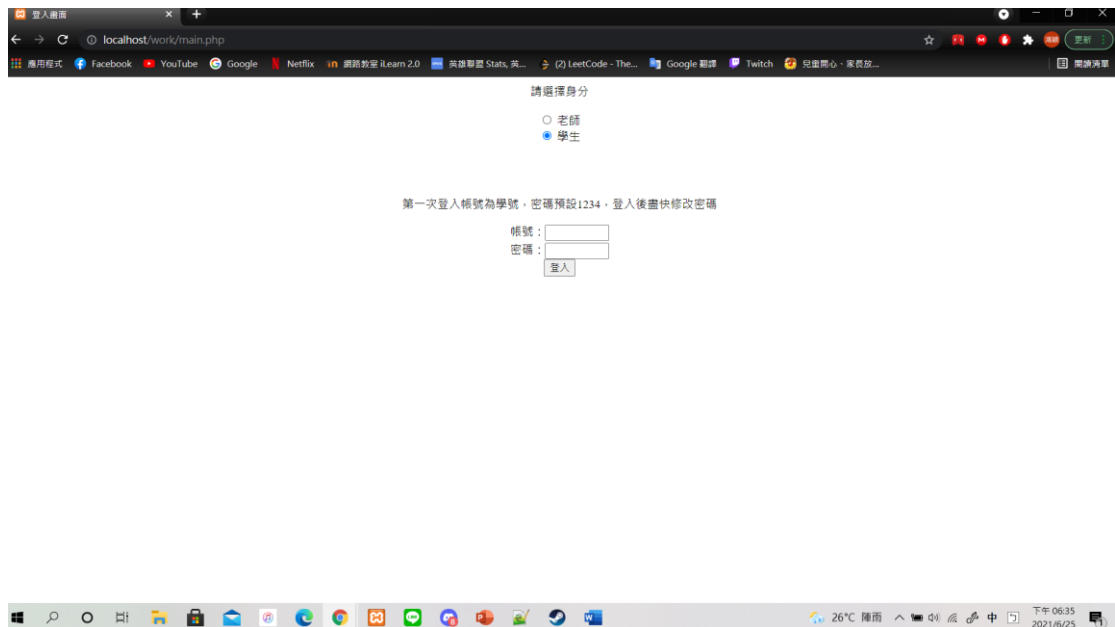 登入畫面
localhost/work/main.php
更新
應用程式 Facebook YouTube Google Netflix 網路教室 iLearn 2.0 英雄聯盟 Stats, 英... (2) LeetCode - The... Google 翻譯 Twitch 兒童開心、家長放... 閱讀清單
請選擇身分
老師
學生
第一次登入帳號為學號，密碼預設1234，登入後盡快修改密碼
帳號：
密碼：
登入
26°C 陣雨 中 下午 06:35
2021/6/25